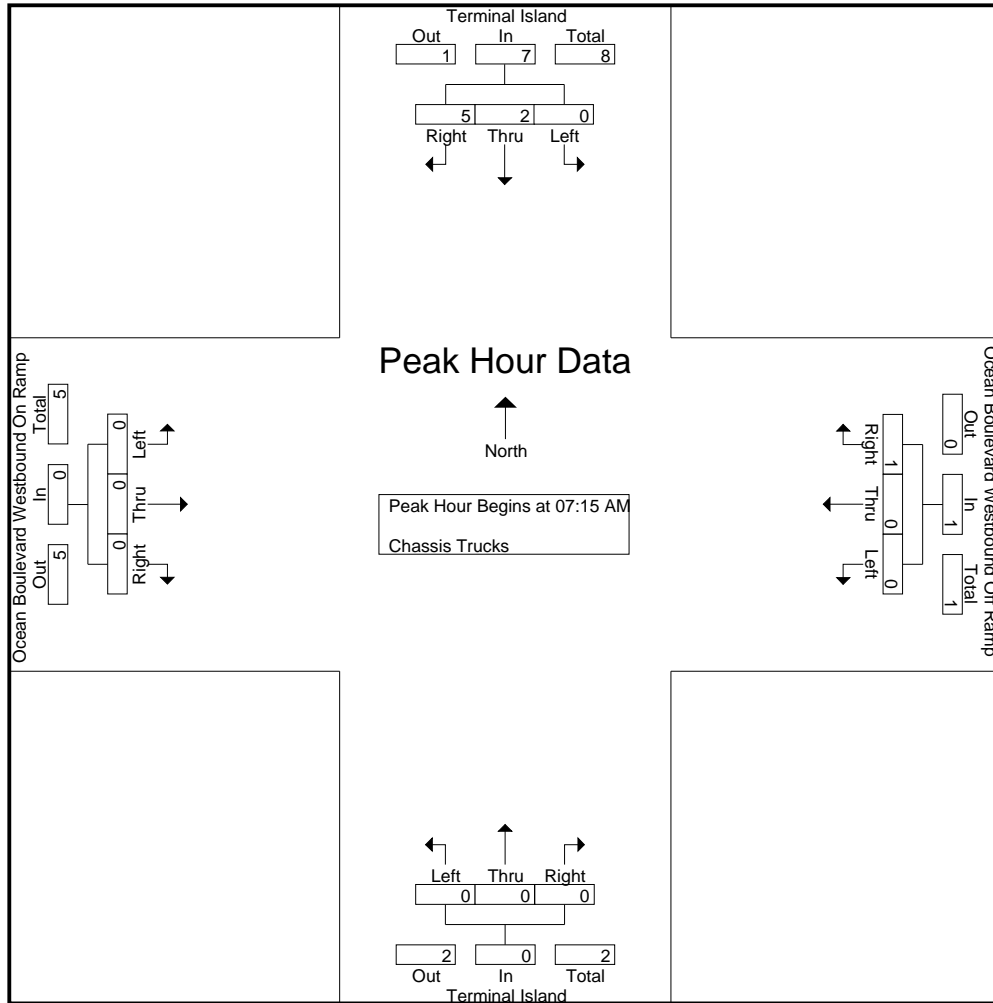 Terminal Island
Out In Total
1 7 8
5 2 0
Right Thru Left
Peak Hour Data
North
Peak Hour Begins at 07:15 AM
Chassis Trucks
Ocean Boulevard Westbound On Ramp
Total In Out
5 0 5
0 0 0
Left Thru Right
Ocean Boulevard Westbound Off Ramp
Out In Total
0 1 1
1 0 0
Right Thru Left
Left Thru Right
0 0 0
2 0 2
Out In Total
Terminal Island